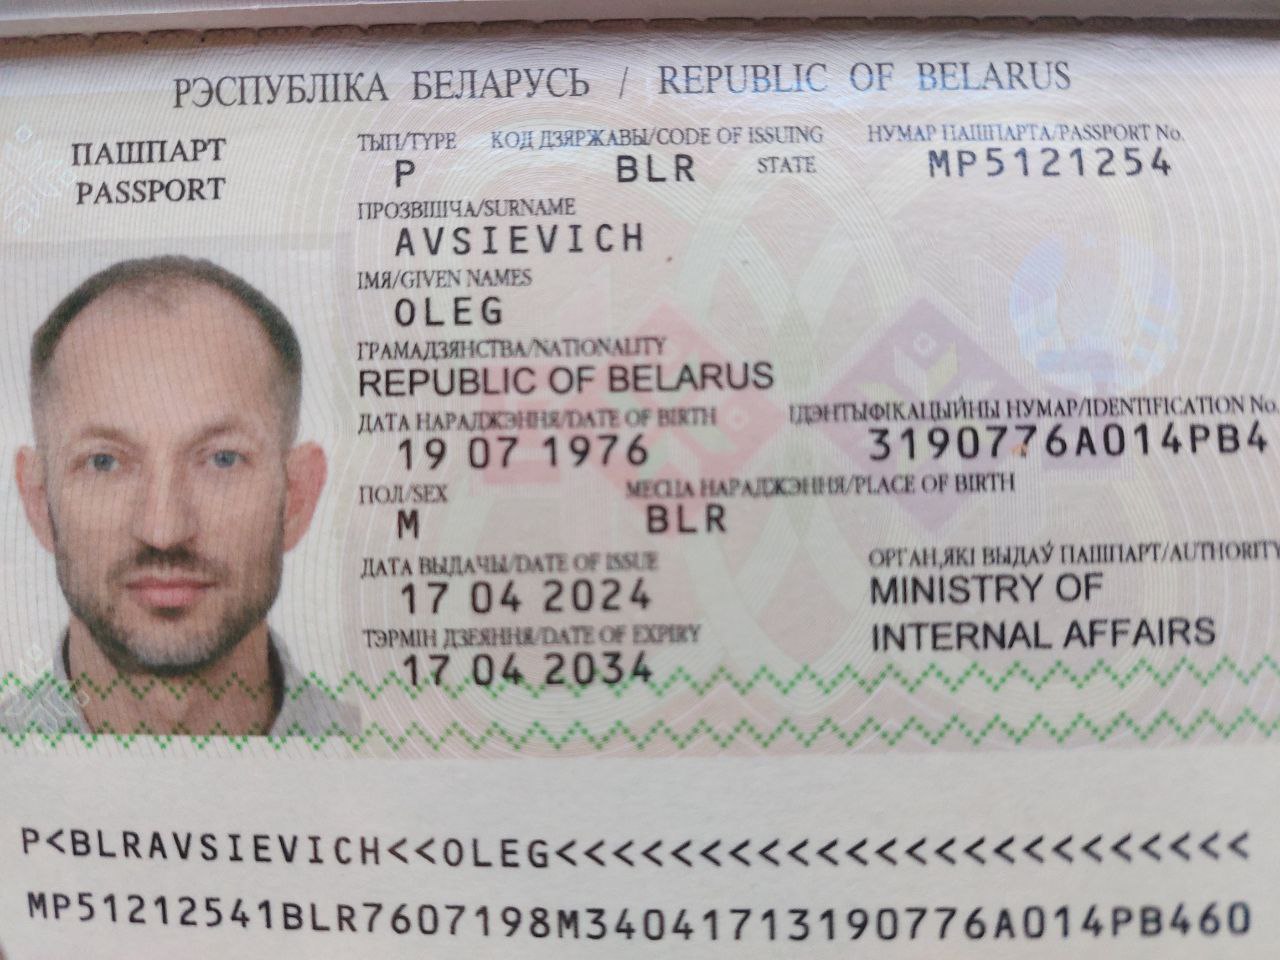 РЭСПУБЛІКА БЕЛАРУСЬ / REPUBLIC OF BELARUS
ПАШПАРТ
PASSPORT
ТЫП/TYPE
P
КОД ДЗЯРЖАВЫ/CODE OF ISSUING STATE
BLR
НУМАР ПАШПАРТА/PASSPORT No.
MP5121254
ПРОЗВІШЧА/SURNAME
AVSIEVICH
ІМЯ/GIVEN NAMES
OLEG
ГРАМАДЗЯНСТВА/NATIONALITY
REPUBLIC OF BELARUS
ДАТА НАРАДЖЭННЯ/DATE OF BIRTH
19 07 1976
ІДЭНТЫФІКАЦЫЙНЫ НУМАР/IDENTIFICATION No.
3190776A014PB4
ПОЛ/SEX
M
МЕСЦА НАРАДЖЭННЯ/PLACE OF BIRTH
BLR
ДАТА ВЫДАЧЫ/DATE OF ISSUE
17 04 2024
ТЭРМІН ДЗЕЯННЯ/DATE OF EXPIRY
17 04 2034
ОРГАН,ЯКІ ВЫДАЎ ПАШПАРТ/AUTHORITY
MINISTRY OF
INTERNAL AFFAIRS
P<BLRAVSIEVICH<<OLEG<<<<<<<<<<<<<<<<<<<<<<<<
MP51212541BLR7607198M34041713190776A014PB460